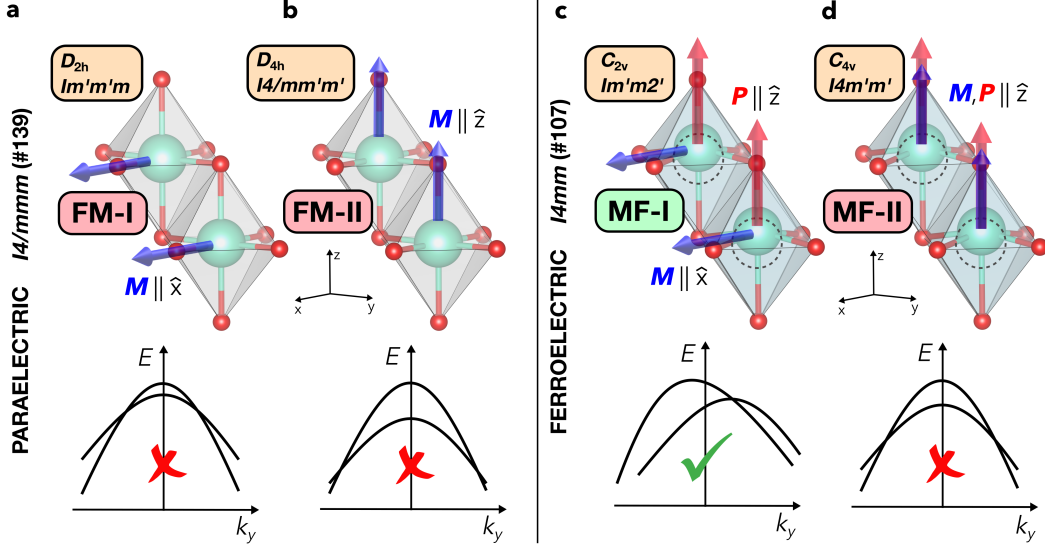 a
b
c
d
D2h
Im'm'm
D4h
I4/mm'm'
C2v
Im'm2'
C4v
I4m'm'
M || ẑ
P || ẑ
M, P || ẑ
FM-I
FM-II
MF-I
MF-II
M || x̂
M || x̂
z
x
y
z
x
y
PARAELECTRIC I4/mmm (#139)
FERROELECTRIC I4mm (#107)
E
E
E
E
ky
ky
ky
ky